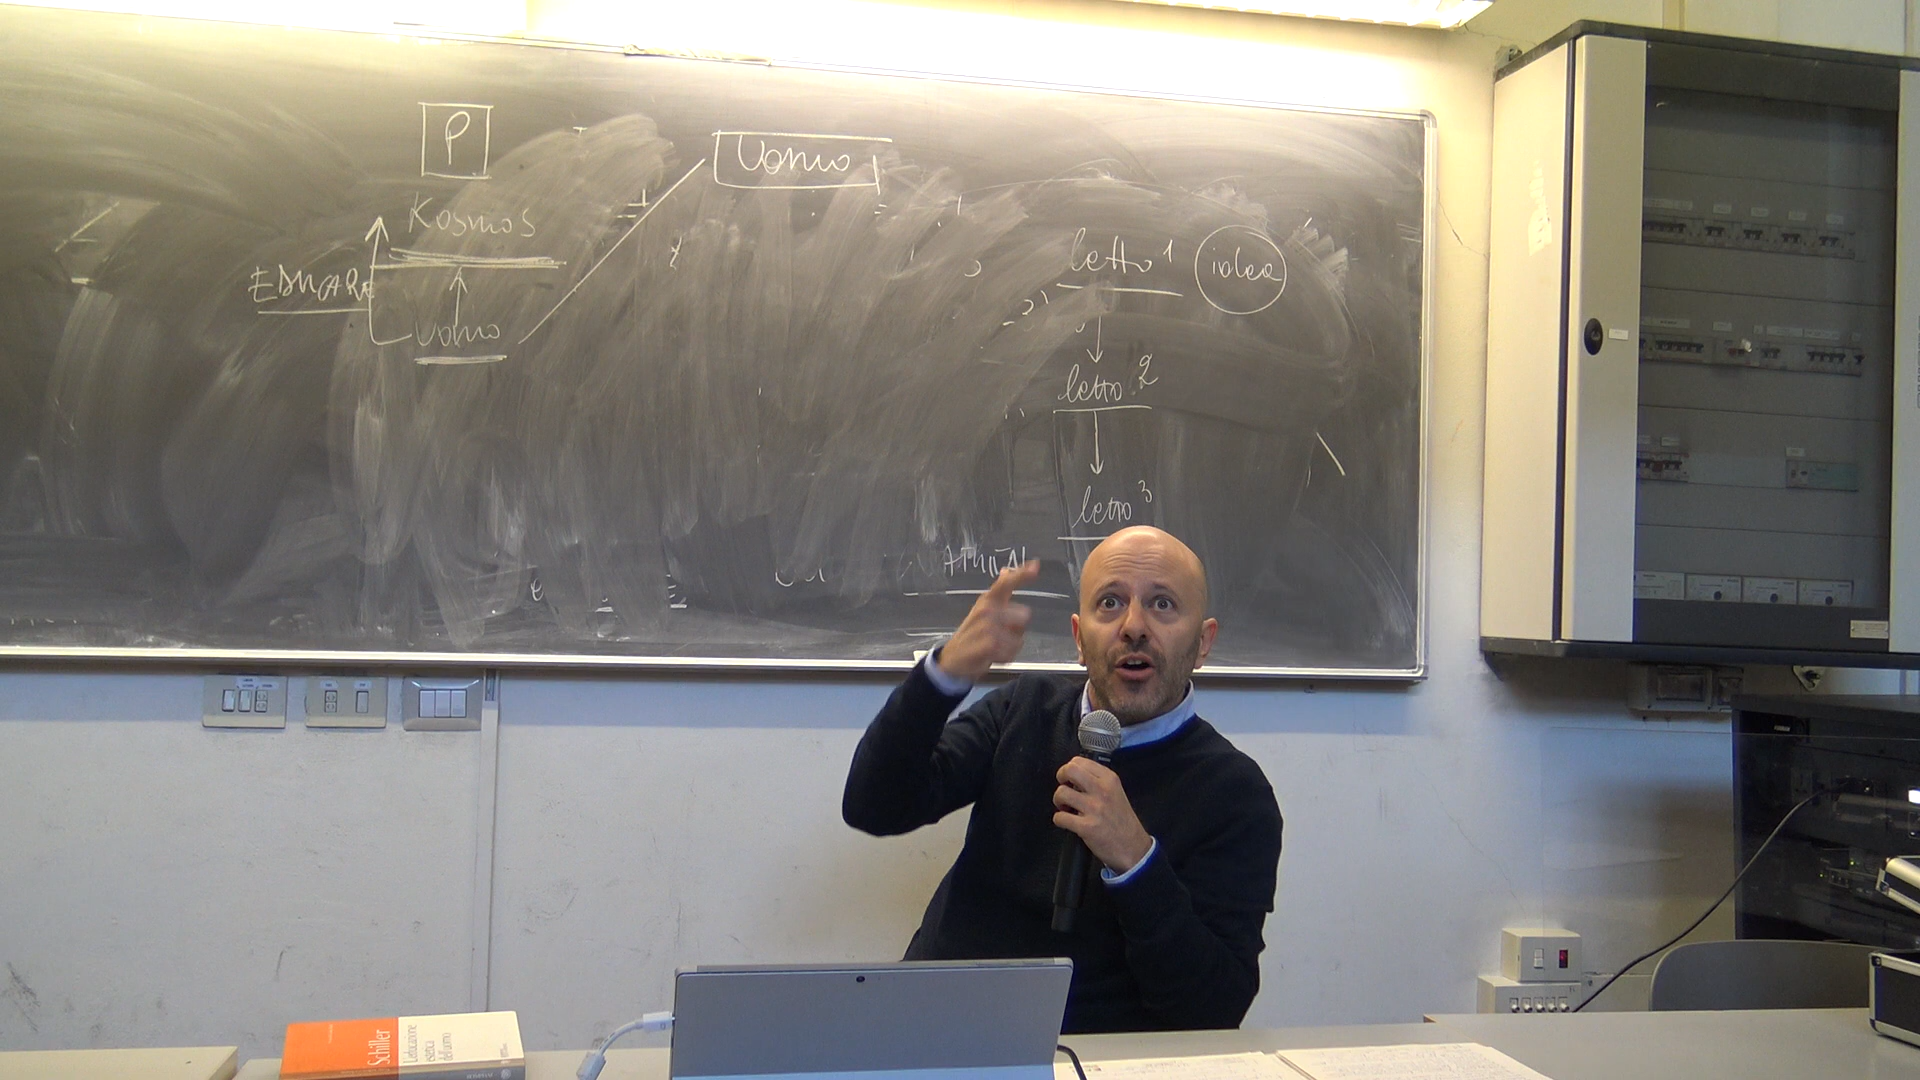 P
Uomo
Kosmos
EDUCARE
Uomo
letto 1
idea
letto 2
letto 3
Schiller
L'educazione
estetica
dell'uomo